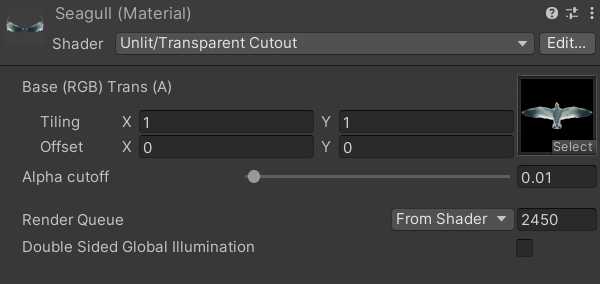 Seagull (Material)
Shader Unlit/Transparent Cutout Edit...
Base (RGB) Trans (A)
Tiling X 1 Y 1
Offset X 0 Y 0
Select
Alpha cutoff 0.01
Render Queue From Shader 2450
Double Sided Global Illumination